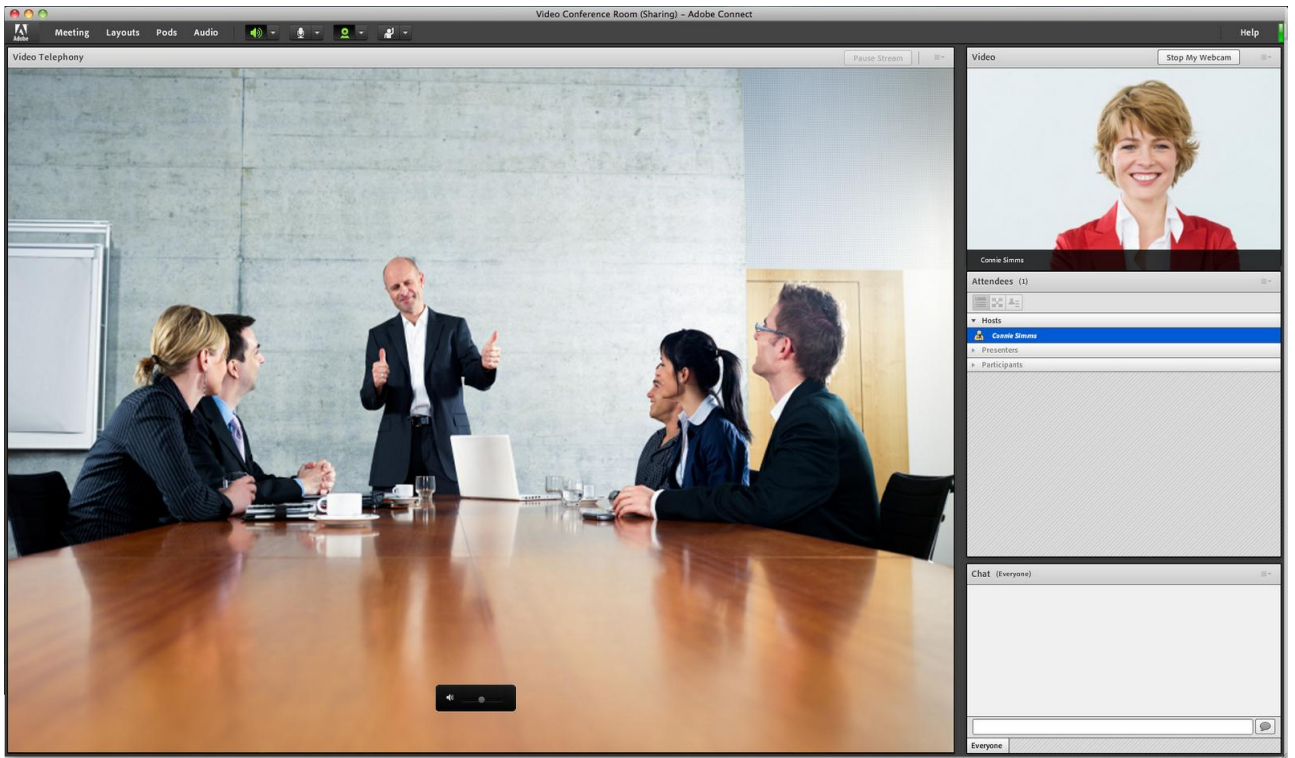 Video Conference Room (Sharing) – Adobe Connect
Adobe
Meeting Layouts Pods Audio Help
Video Telephony
Pause Stream
Video
Stop My Webcam
Connie Simms
Attendees (1)
Hosts
Connie Simms
Presenters
Participants
Chat (Everyone)
Everyone